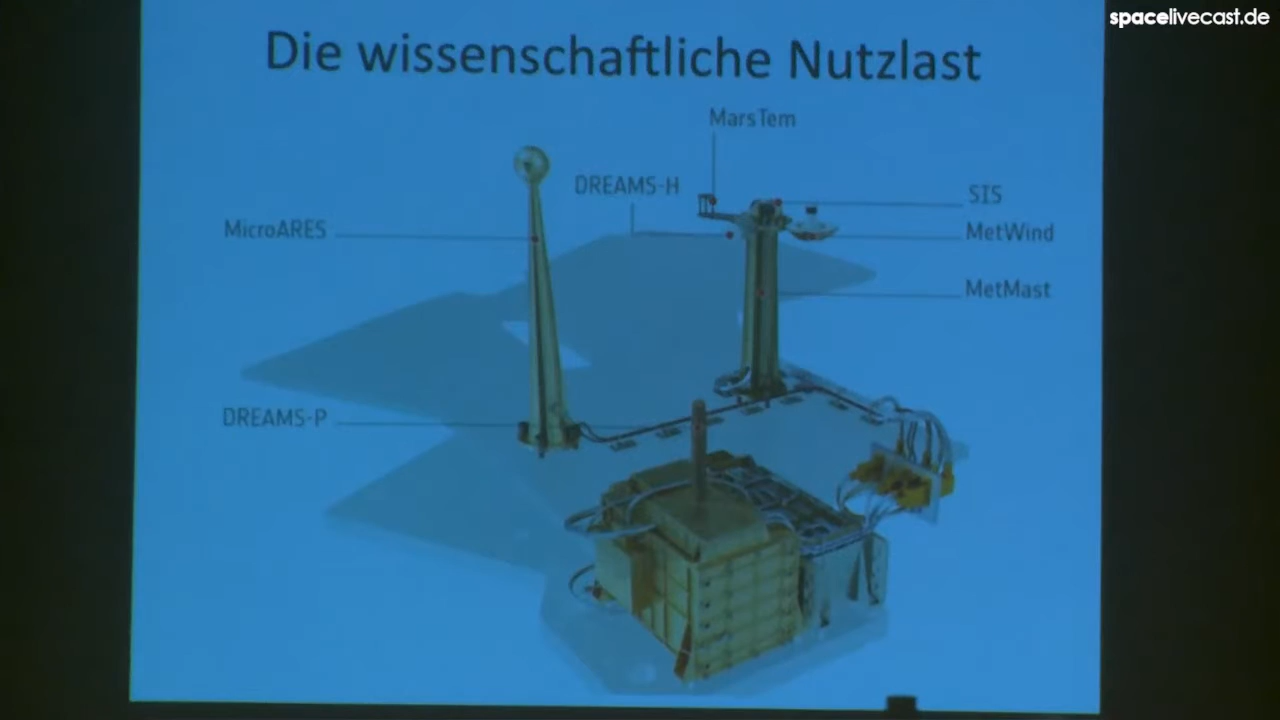 spacelivecast.de
Die wissenschaftliche Nutzlast
MarsTem
DREAMS-H
SIS
MicroARES
MetWind
MetMast
DREAMS-P